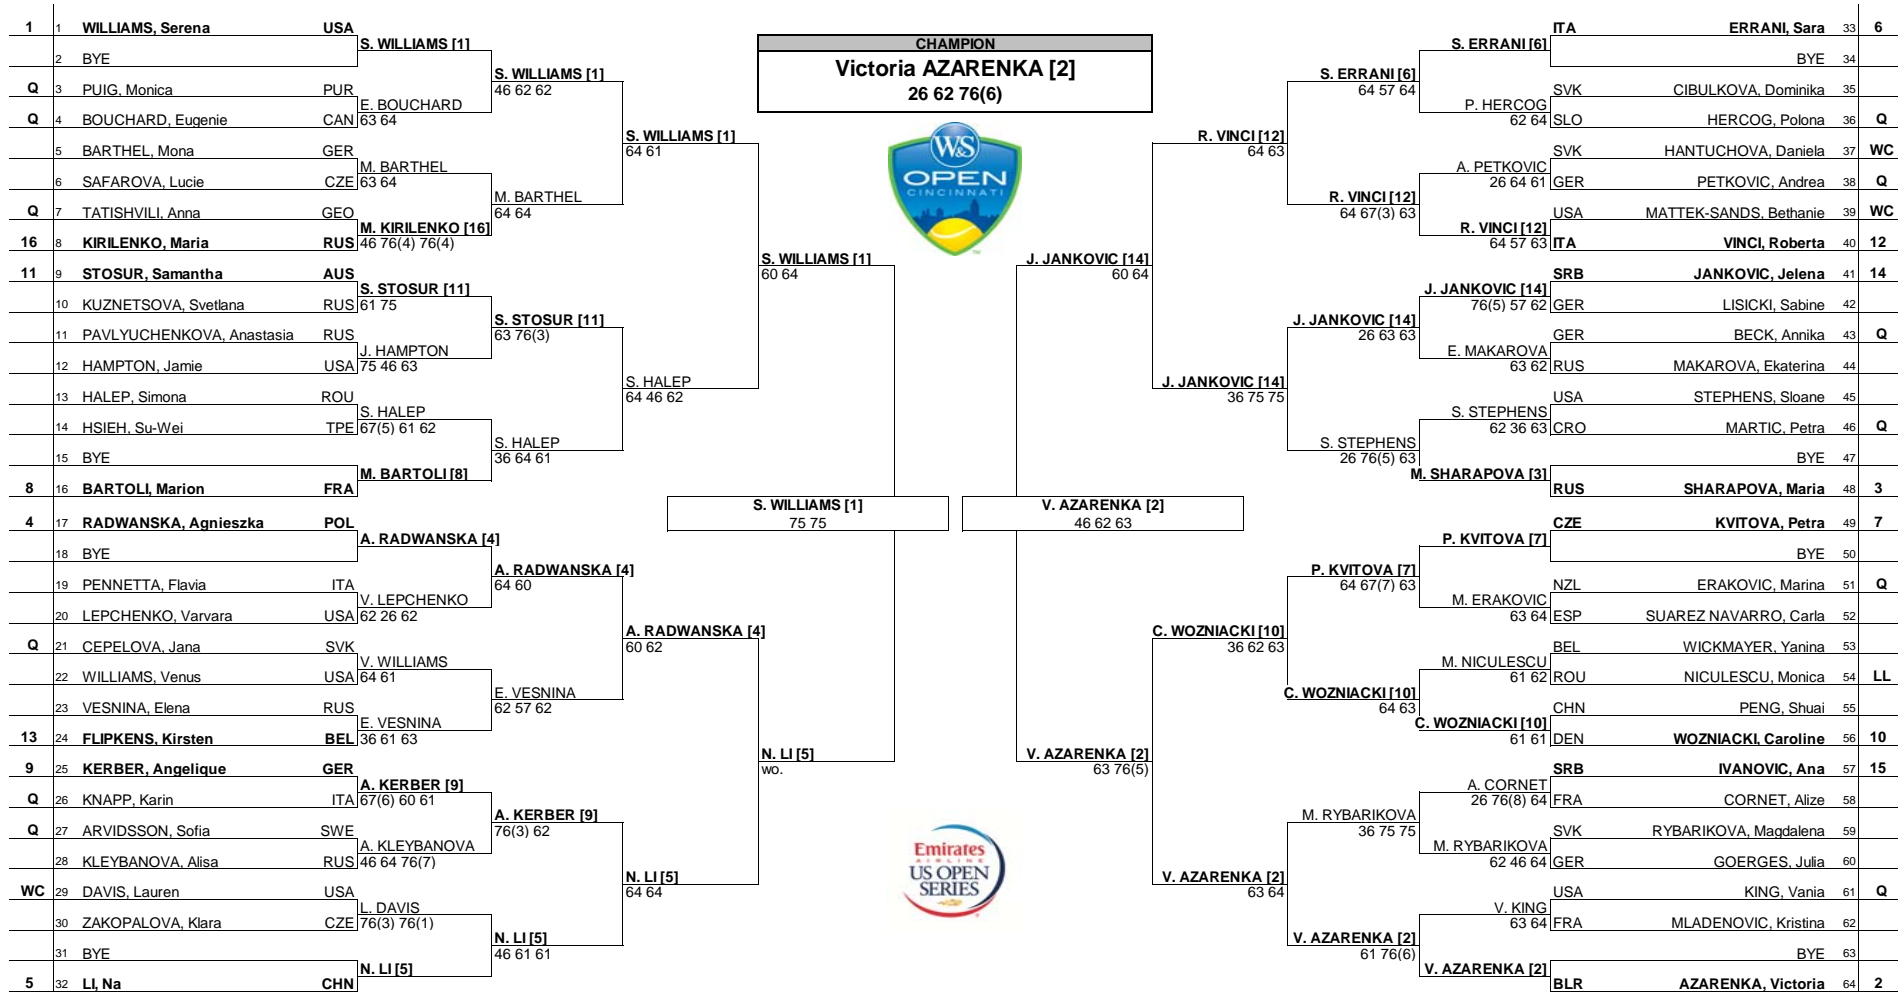 1 1 WILLIAMS, Serena USA
S. WILLIAMS [1]
2 BYE
S. WILLIAMS [1]
46 62 62
Q 3 PUIG, Monica PUR
E. BOUCHARD
63 64
Q 4 BOUCHARD, Eugenie CAN
S. WILLIAMS [1]
64 61
5 BARTHEL, Mona GER
M. BARTHEL
63 64
6 SAFAROVA, Lucie CZE
M. BARTHEL
64 64
Q 7 TATISHVILI, Anna GEO
M. KIRILENKO [16]
46 76(4) 76(4)
16 8 KIRILENKO, Maria RUS
S. WILLIAMS [1]
60 64
11 9 STOSUR, Samantha AUS
S. STOSUR [11]
61 75
10 KUZNETSOVA, Svetlana RUS
S. STOSUR [11]
63 76(3)
11 PAVLYUCHENKOVA, Anastasia RUS
J. HAMPTON
75 46 63
12 HAMPTON, Jamie USA
S. HALEP
64 46 62
13 HALEP, Simona ROU
S. HALEP
67(5) 61 62
14 HSIEH, Su-Wei TPE
S. HALEP
36 64 61
15 BYE
M. BARTOLI [8]
8 16 BARTOLI, Marion FRA
S. WILLIAMS [1]
75 75
4 17 RADWANSKA, Agnieszka POL
A. RADWANSKA [4]
18 BYE
A. RADWANSKA [4]
64 60
19 PENNETTA, Flavia ITA
V. LEPCHENKO
62 26 62
20 LEPCHENKO, Varvara USA
A. RADWANSKA [4]
60 62
Q 21 CEPELOVA, Jana SVK
V. WILLIAMS
64 61
22 WILLIAMS, Venus USA
E. VESNINA
62 57 62
23 VESNINA, Elena RUS
E. VESNINA
36 61 63
13 24 FLIPKENS, Kirsten BEL
N. LI [5]
wo.
9 25 KERBER, Angelique GER
A. KERBER [9]
67(6) 60 61
Q 26 KNAPP, Karin ITA
A. KERBER [9]
76(3) 62
Q 27 ARVIDSSON, Sofia SWE
A. KLEYBANOVA
46 64 76(7)
28 KLEYBANOVA, Alisa RUS
N. LI [5]
64 64
WC 29 DAVIS, Lauren USA
L. DAVIS
76(3) 76(1)
30 ZAKOPALOVA, Klara CZE
N. LI [5]
46 61 61
31 BYE
N. LI [5]
5 32 LI, Na CHN
CHAMPION
Victoria AZARENKA [2]
26 62 76(6)
W&S
OPEN
CINCINNATI
Emirates
AIRLINE
US OPEN
SERIES
ITA ERRANI, Sara 33 6
S. ERRANI [6]
BYE 34
S. ERRANI [6]
64 57 64
SVK CIBULKOVA, Dominika 35
P. HERCOG
62 64
SLO HERCOG, Polona 36 Q
R. VINCI [12]
64 63
SVK HANTUCHOVA, Daniela 37 WC
A. PETKOVIC
26 64 61
GER PETKOVIC, Andrea 38 Q
R. VINCI [12]
64 67(3) 63
USA MATTEK-SANDS, Bethanie 39 WC
R. VINCI [12]
64 57 63
ITA VINCI, Roberta 40 12
J. JANKOVIC [14]
60 64
SRB JANKOVIC, Jelena 41 14
J. JANKOVIC [14]
76(5) 57 62
GER LISICKI, Sabine 42
J. JANKOVIC [14]
26 63 63
GER BECK, Annika 43 Q
E. MAKAROVA
63 62
RUS MAKAROVA, Ekaterina 44
J. JANKOVIC [14]
36 75 75
USA STEPHENS, Sloane 45
S. STEPHENS
62 36 63
CRO MARTIC, Petra 46 Q
S. STEPHENS
26 76(5) 63
BYE 47
M. SHARAPOVA [3]
RUS SHARAPOVA, Maria 48 3
V. AZARENKA [2]
46 62 63
CZE KVITOVA, Petra 49 7
P. KVITOVA [7]
BYE 50
P. KVITOVA [7]
64 67(7) 63
NZL ERAKOVIC, Marina 51 Q
M. ERAKOVIC
63 64
ESP SUAREZ NAVARRO, Carla 52
C. WOZNIACKI [10]
36 62 63
BEL WICKMAYER, Yanina 53
M. NICULESCU
61 62
ROU NICULESCU, Monica 54 LL
C. WOZNIACKI [10]
64 63
CHN PENG, Shuai 55
C. WOZNIACKI [10]
61 61
DEN WOZNIACKI, Caroline 56 10
V. AZARENKA [2]
63 76(5)
SRB IVANOVIC, Ana 57 15
A. CORNET
26 76(8) 64
FRA CORNET, Alize 58
M. RYBARIKOVA
36 75 75
SVK RYBARIKOVA, Magdalena 59
M. RYBARIKOVA
62 46 64
GER GOERGES, Julia 60
V. AZARENKA [2]
63 64
USA KING, Vania 61 Q
V. KING
63 64
FRA MLADENOVIC, Kristina 62
V. AZARENKA [2]
61 76(6)
BYE 63
V. AZARENKA [2]
BLR AZARENKA, Victoria 64 2